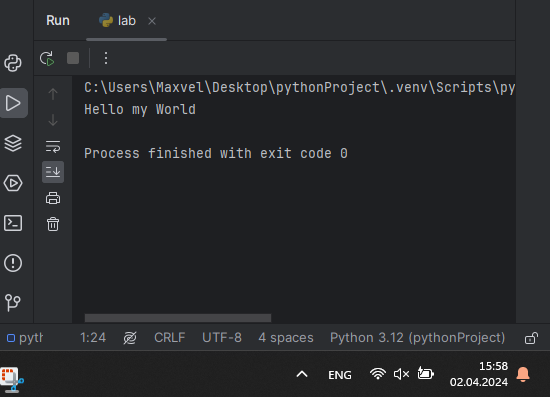 Run
lab
C:\Users\Maxvel\Desktop\pythonProject\.venv\Scripts\py
Hello my World
Process finished with exit code 0
pyth
1:24
CRLF
UTF-8
4 spaces
Python 3.12 (pythonProject)
ENG
15:58
02.04.2024